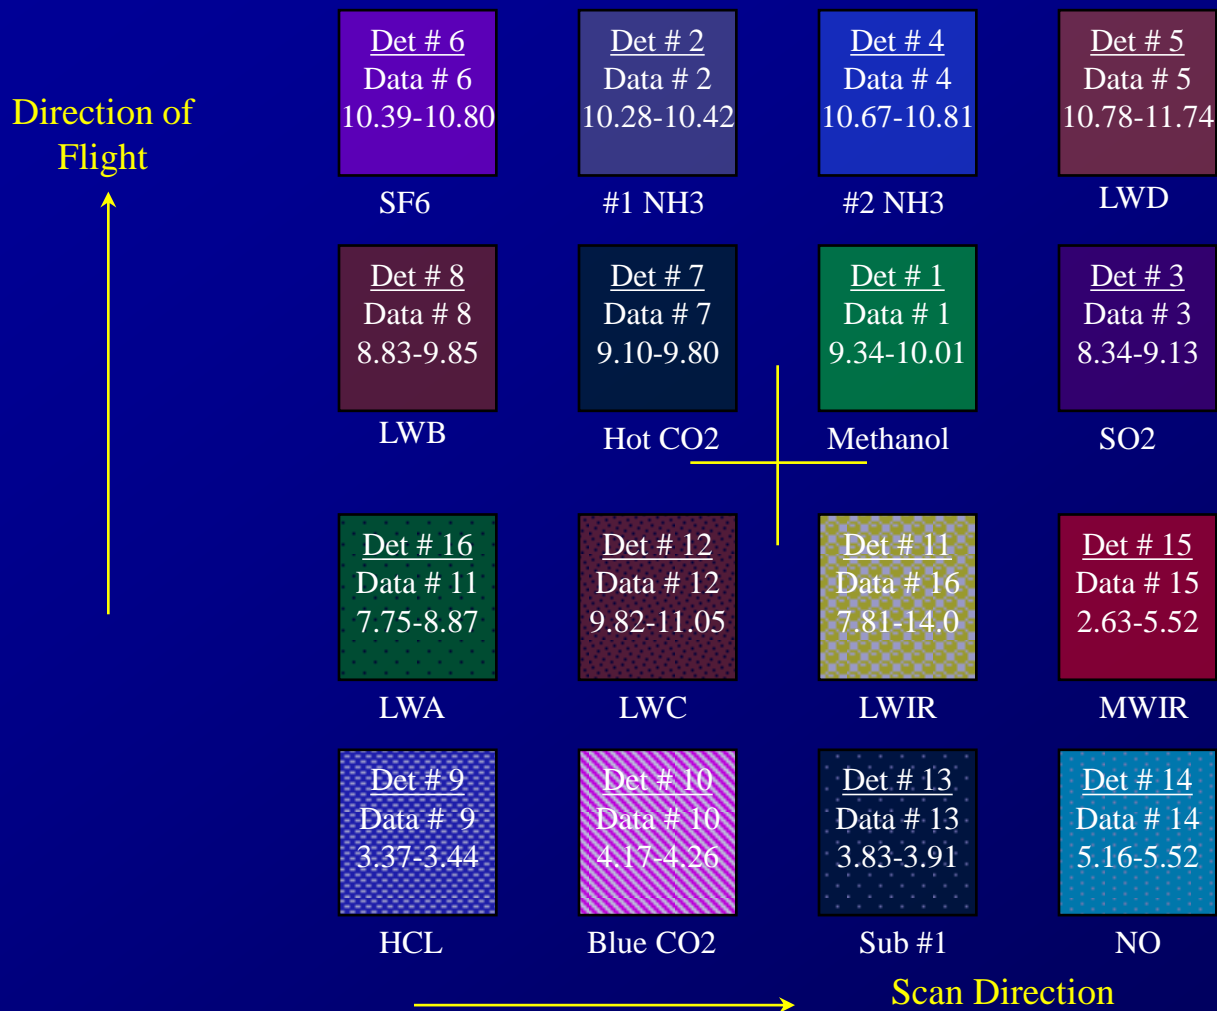 Direction of
Flight
Det # 6
Data # 6
10.39-10.80
SF6
Det # 2
Data # 2
10.28-10.42
#1 NH3
Det # 4
Data # 4
10.67-10.81
#2 NH3
Det # 5
Data # 5
10.78-11.74
LWD
Det # 8
Data # 8
8.83-9.85
LWB
Det # 7
Data # 7
9.10-9.80
Hot CO2
Det # 1
Data # 1
9.34-10.01
Methanol
Det # 3
Data # 3
8.34-9.13
SO2
Det # 16
Data # 11
7.75-8.87
LWA
Det # 12
Data # 12
9.82-11.05
LWC
Det # 11
Data # 16
7.81-14.0
LWIR
Det # 15
Data # 15
2.63-5.52
MWIR
Det # 9
Data # 9
3.37-3.44
HCL
Det # 10
Data # 10
4.17-4.26
Blue CO2
Det # 13
Data # 13
3.83-3.91
Sub #1
Det # 14
Data # 14
5.16-5.52
NO
Scan Direction